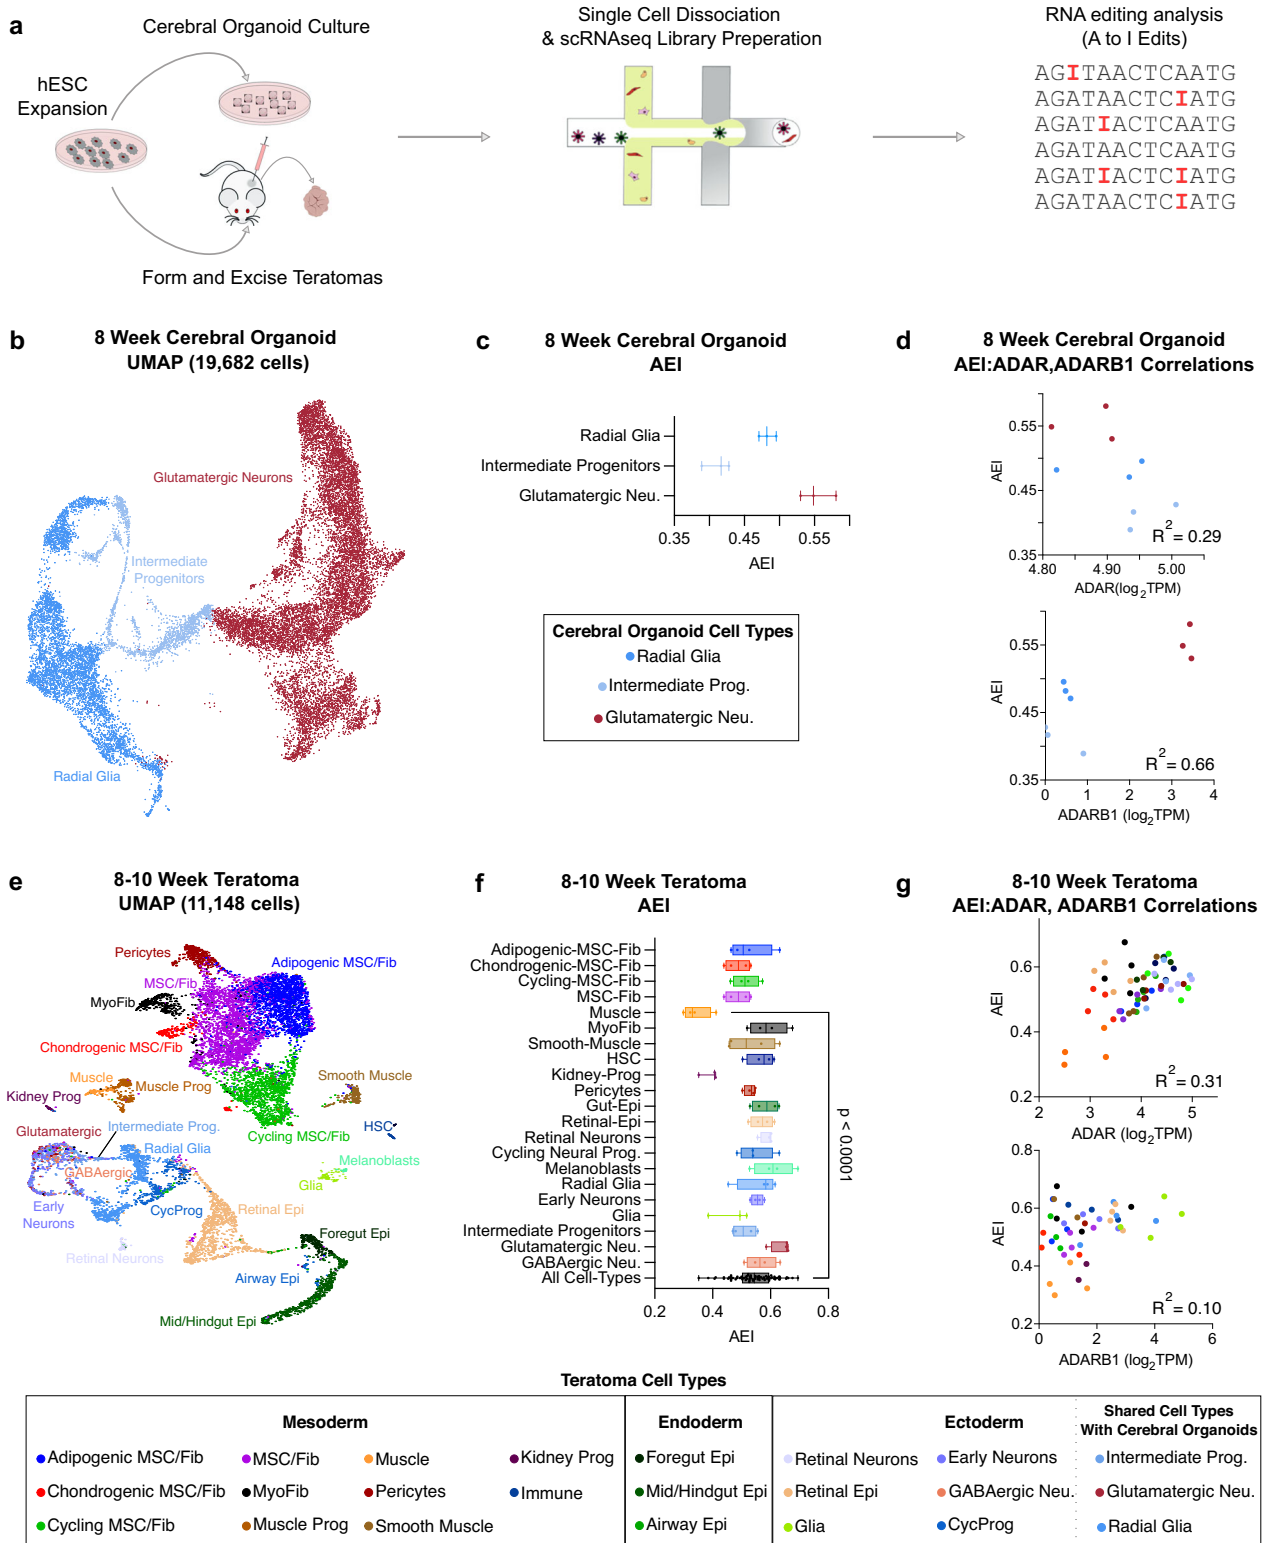 a
Cerebral Organoid Culture
hESC
Expansion
Form and Excise Teratomas
Single Cell Dissociation
& scRNAseq Library Preperation
RNA editing analysis
(A to I Edits)
AGITAACTCAATG
AGATAACTCIATG
AGATIACTCAATG
AGATAACTCAATG
AGATIACTCIATG
AGATAACTCIATG
b
8 Week Cerebral Organoid
UMAP (19,682 cells)
Glutamatergic Neurons
Intermediate
Progenitors
Radial Glia
c
8 Week Cerebral Organoid
AEI
Radial Glia
Intermediate Progenitors
Glutamatergic Neu.
0.35 0.45 0.55
AEI
Cerebral Organoid Cell Types
Radial Glia
Intermediate Prog.
Glutamatergic Neu.
d
8 Week Cerebral Organoid
AEI:ADAR,ADARB1 Correlations
AEI
0.55
0.45
0.35
R2 = 0.29
4.80 4.90 5.00
ADAR(log2TPM)
AEI
0.55
0.45
0.35
R2 = 0.66
0 1 2 3 4
ADARB1 (log2TPM)
e
8-10 Week Teratoma
UMAP (11,148 cells)
Pericytes
Adipogenic MSC/Fib
MSC/Fib
MyoFib
Chondrogenic MSC/Fib
Muscle
Muscle Prog
Smooth Muscle
Kidney Prog
Intermediate Prog.
HSC
Glutamatergic
Radial Glia
Cycling MSC/Fib
GABAergic
Melanoblasts
Glia
Early
Neurons
CycProg
Retinal Epi
Foregut Epi
Retinal Neurons
Airway Epi
Mid/Hindgut Epi
f
8-10 Week Teratoma
AEI
Adipogenic-MSC-Fib
Chondrogenic-MSC-Fib
Cycling-MSC-Fib
MSC-Fib
Muscle
MyoFib
Smooth-Muscle
HSC
Kidney-Prog
Pericytes
Gut-Epi
Retinal-Epi
Retinal Neurons
Cycling Neural Prog.
Melanoblasts
Radial Glia
Early Neurons
Glia
Intermediate Progenitors
Glutamatergic Neu.
GABAergic Neu.
All Cell-Types
p < 0.0001
0.2 0.4 0.6 0.8
AEI
g
8-10 Week Teratoma
AEI:ADAR, ADARB1 Correlations
AEI
0.6
0.4
0.2
R2 = 0.31
2 3 4 5
ADAR (log2TPM)
AEI
0.8
0.6
0.4
0.2
R2 = 0.10
0 2 4 6
ADARB1 (log2TPM)
Teratoma Cell Types
Mesoderm
Adipogenic MSC/Fib
MSC/Fib
Muscle
Kidney Prog
Chondrogenic MSC/Fib
MyoFib
Pericytes
Immune
Cycling MSC/Fib
Muscle Prog
Smooth Muscle
Endoderm
Foregut Epi
Mid/Hindgut Epi
Airway Epi
Ectoderm
Retinal Neurons
Early Neurons
Retinal Epi
GABAergic Neu.
Glia
CycProg
Shared Cell Types
With Cerebral Organoids
Intermediate Prog.
Glutamatergic Neu.
Radial Glia